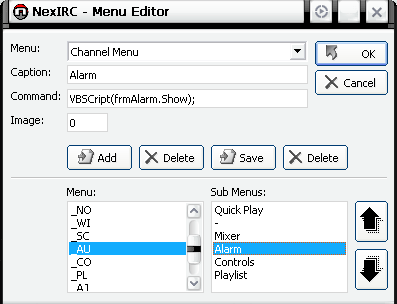 NexIRC - Menu Editor
Menu: Channel Menu OK
Caption: Alarm Cancel
Command: VBSCript(frmAlarm.Show);
Image: 0
Add Delete Save Delete
Menu: Sub Menus:
_NO Quick Play
_WI -
_SC Mixer
_AU Alarm
_CO Controls
_PL Playlist